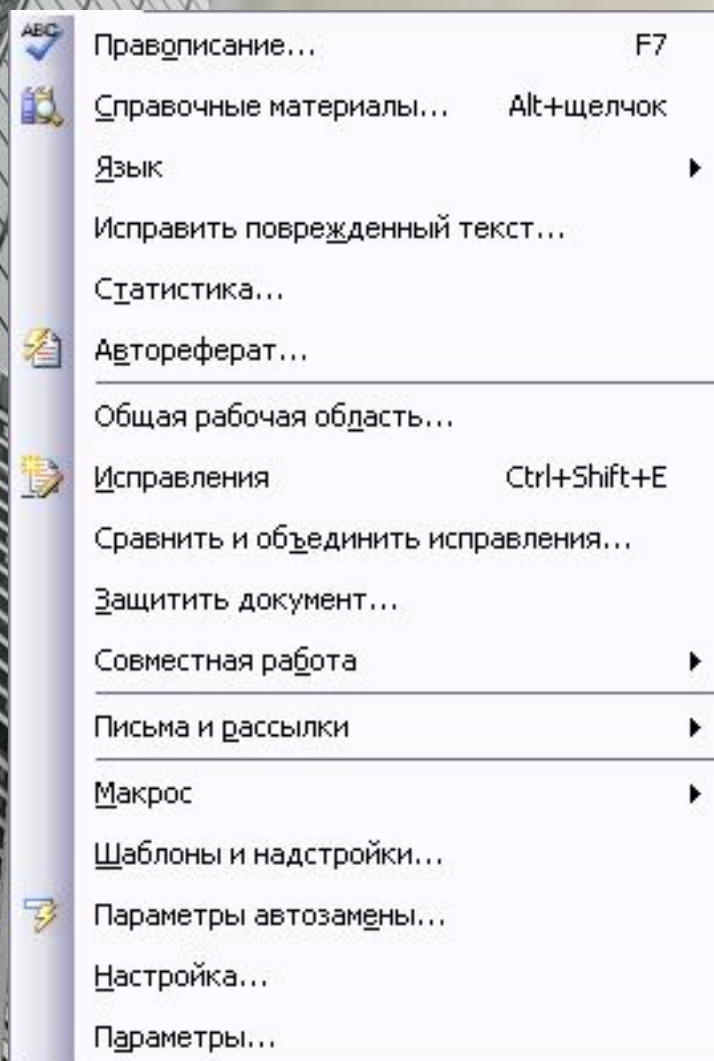 ABC
Правописание... F7
Справочные материалы... Alt+щелчок
Язык
Исправить поврежденный текст...
Статистика...
Автореферат...
Общая рабочая область...
Исправления Ctrl+Shift+E
Сравнить и объединить исправления...
Защитить документ...
Совместная работа
Письма и рассылки
Макрос
Шаблоны и надстройки...
Параметры автозамены...
Настройка...
Параметры...